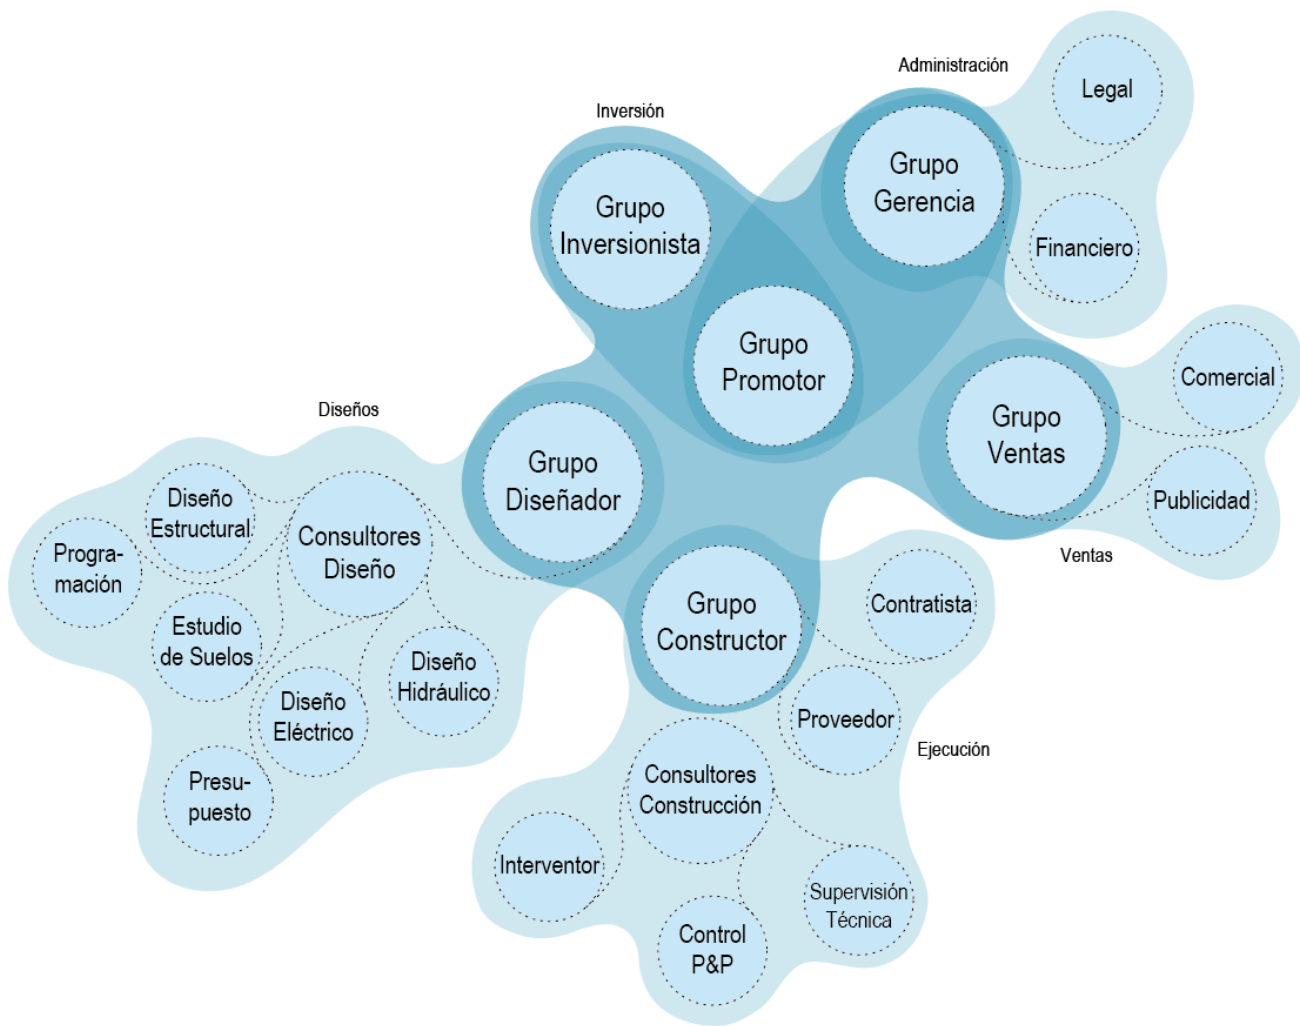 Administración
Legal
Inversión
Grupo
Gerencia
Grupo
Inversionista
Financiero
Grupo
Promotor
Comercial
Diseños
Grupo
Ventas
Grupo
Diseñador
Publicidad
Diseño
Estructural
Consultores
Diseño
Ventas
Progra-
mación
Grupo
Constructor
Contratista
Estudio
de Suelos
Diseño
Hidráulico
Diseño
Eléctrico
Proveedor
Ejecución
Presu-
puesto
Consultores
Construcción
Interventor
Supervisión
Técnica
Control
P&P